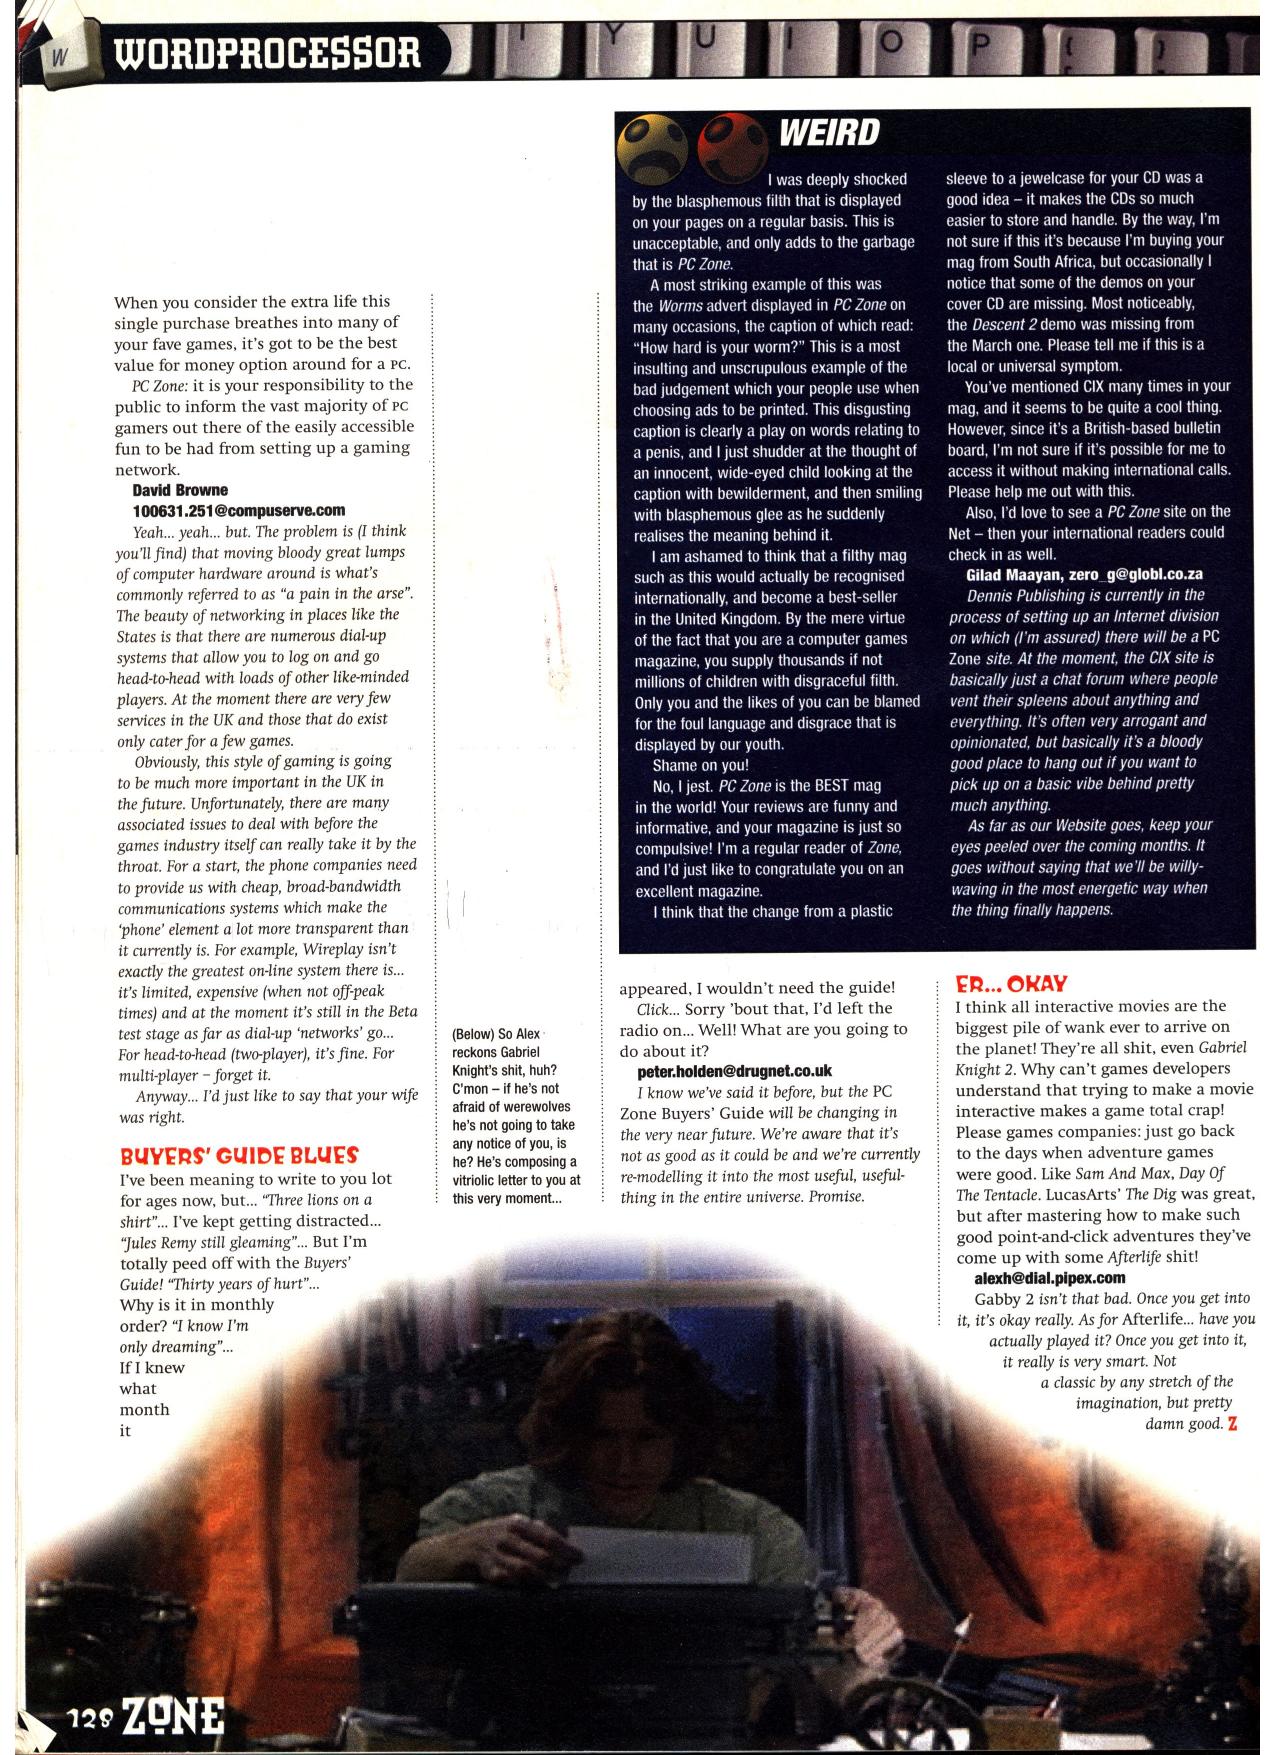 W
WORDPROCESSOR
T Y U I O P { }
[
When you consider the extra life this
single purchase breathes into many of
your fave games, it's got to be the best
value for money option around for a PC.
PC Zone: it is your responsibility to the
public to inform the vast majority of PC
gamers out there of the easily accessible
fun to be had from setting up a gaming
network.
David Browne
100631.251@compuserve.com
Yeah... yeah... but. The problem is (I think
you'll find) that moving bloody great lumps
of computer hardware around is what's
commonly referred to as “a pain in the arse”.
The beauty of networking in places like the
States is that there are numerous dial-up
systems that allow you to log on and go
head-to-head with loads of other like-minded
players. At the moment there are very few
services in the UK and those that do exist
only cater for a few games.
Obviously, this style of gaming is going
to be much more important in the UK in
the future. Unfortunately, there are many
associated issues to deal with before the
games industry itself can really take it by the
throat. For a start, the phone companies need
to provide us with cheap, broad-bandwidth
communications systems which make the
‘phone’ element a lot more transparent than
it currently is. For example, Wireplay isn't
exactly the greatest on-line system there is...
it's limited, expensive (when not off-peak
times) and at the moment it's still in the Beta
test stage as far as dial-up ‘networks’ go...
For head-to-head (two-player), it's fine. For
multi-player – forget it.
Anyway... I'd just like to say that your wife
was right.
BUYERS' GUIDE BLUES
I've been meaning to write to you lot
for ages now, but... “Three lions on a
shirt”... I've kept getting distracted...
“Jules Remy still gleaming”... But I'm
totally peed off with the Buyers'
Guide! “Thirty years of hurt”...
Why is it in monthly
order? “I know I'm
only dreaming”...
If I knew
what
month
it
(Below) So Alex
reckons Gabriel
Knight's shit, huh?
C'mon – if he's not
afraid of werewolves
he's not going to take
any notice of you, is
he? He's composing a
vitriolic letter to you at
this very moment...
WEIRD
I was deeply shocked
by the blasphemous filth that is displayed
on your pages on a regular basis. This is
unacceptable, and only adds to the garbage
that is PC Zone.
A most striking example of this was
the Worms advert displayed in PC Zone on
many occasions, the caption of which read:
“How hard is your worm?” This is a most
insulting and unscrupulous example of the
bad judgement which your people use when
choosing ads to be printed. This disgusting
caption is clearly a play on words relating to
a penis, and I just shudder at the thought of
an innocent, wide-eyed child looking at the
caption with bewilderment, and then smiling
with blasphemous glee as he suddenly
realises the meaning behind it.
I am ashamed to think that a filthy mag
such as this would actually be recognised
internationally, and become a best-seller
in the United Kingdom. By the mere virtue
of the fact that you are a computer games
magazine, you supply thousands if not
millions of children with disgraceful filth.
Only you and the likes of you can be blamed
for the foul language and disgrace that is
displayed by our youth.
Shame on you!
No, I jest. PC Zone is the BEST mag
in the world! Your reviews are funny and
informative, and your magazine is just so
compulsive! I'm a regular reader of Zone,
and I'd just like to congratulate you on an
excellent magazine.
I think that the change from a plastic
sleeve to a jewelcase for your CD was a
good idea – it makes the CDs so much
easier to store and handle. By the way, I'm
not sure if this it's because I'm buying your
mag from South Africa, but occasionally I
notice that some of the demos on your
cover CD are missing. Most noticeably,
the Descent 2 demo was missing from
the March one. Please tell me if this is a
local or universal symptom.
You've mentioned CIX many times in your
mag, and it seems to be quite a cool thing.
However, since it's a British-based bulletin
board, I'm not sure if it's possible for me to
access it without making international calls.
Please help me out with this.
Also, I'd love to see a PC Zone site on the
Net – then your international readers could
check in as well.
Gilad Maayan, zero_g@globl.co.za
Dennis Publishing is currently in the
process of setting up an Internet division
on which (I'm assured) there will be a PC
Zone site. At the moment, the CIX site is
basically just a chat forum where people
vent their spleens about anything and
everything. It's often very arrogant and
opinionated, but basically it's a bloody
good place to hang out if you want to
pick up on a basic vibe behind pretty
much anything.
As far as our Website goes, keep your
eyes peeled over the coming months. It
goes without saying that we'll be willy-
waving in the most energetic way when
the thing finally happens.
appeared, I wouldn't need the guide!
Click... Sorry 'bout that, I'd left the
radio on... Well! What are you going to
do about it?
peter.holden@drugnet.co.uk
I know we've said it before, but the PC
Zone Buyers' Guide will be changing in
the very near future. We're aware that it's
not as good as it could be and we're currently
re-modelling it into the most useful, useful-
thing in the entire universe. Promise.
ER... OKAY
I think all interactive movies are the
biggest pile of wank ever to arrive on
the planet! They're all shit, even Gabriel
Knight 2. Why can't games developers
understand that trying to make a movie
interactive makes a game total crap!
Please games companies: just go back
to the days when adventure games
were good. Like Sam And Max, Day Of
The Tentacle. LucasArts' The Dig was great,
but after mastering how to make such
good point-and-click adventures they've
come up with some Afterlife shit!
alexh@dial.pipex.com
Gabby 2 isn't that bad. Once you get into
it, it's okay really. As for Afterlife... have you
actually played it? Once you get into it,
it really is very smart. Not
a classic by any stretch of the
imagination, but pretty
damn good. Z
128 ZONE